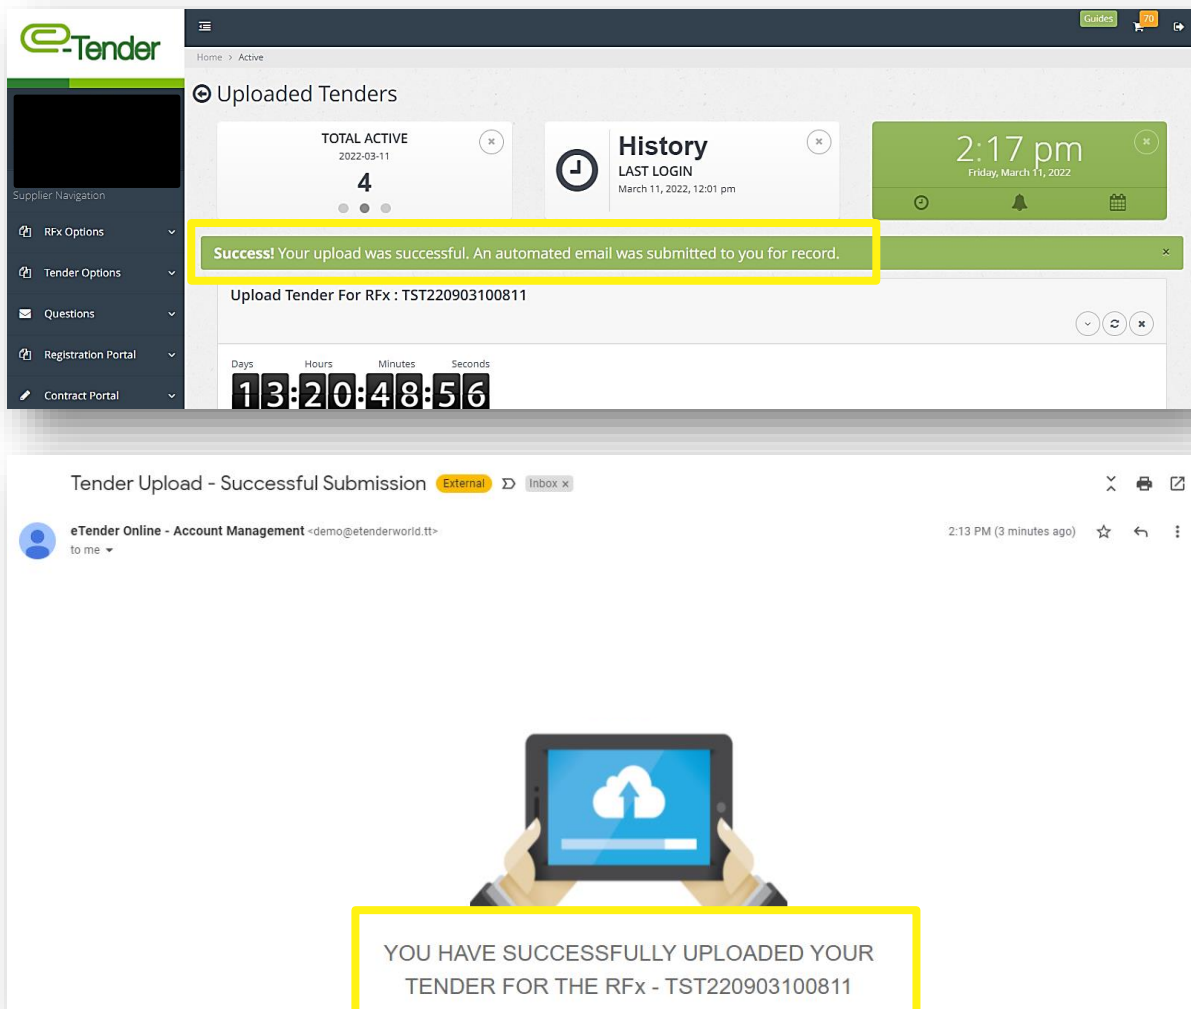 e-Tender
Guides
70
Home > Active
Uploaded Tenders
TOTAL ACTIVE
2022-03-11
4
History
LAST LOGIN
March 11, 2022, 12:01 pm
2:17 pm
Friday, March 11, 2022
Supplier Navigation
RFx Options
Tender Options
Questions
Registration Portal
Contract Portal
Success! Your upload was successful. An automated email was submitted to you for record.
Upload Tender For RFx : TST220903100811
Days Hours Minutes Seconds
13:20:48:56
Tender Upload - Successful Submission External Inbox x
eTender Online - Account Management <demo@etenderworld.tt>
2:13 PM (3 minutes ago)
to me
YOU HAVE SUCCESSFULLY UPLOADED YOUR
TENDER FOR THE RFx - TST220903100811